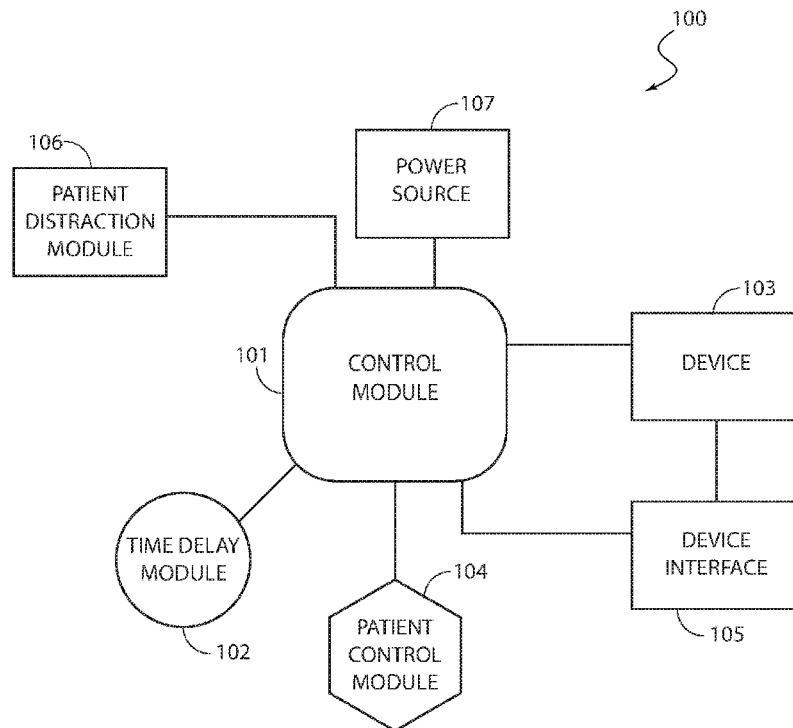 100
107
POWER
SOURCE
106
PATIENT
DISTRACTION
MODULE
103
DEVICE
101
CONTROL
MODULE
TIME DELAY
MODULE
102
104
PATIENT
CONTROL
MODULE
DEVICE
INTERFACE
105